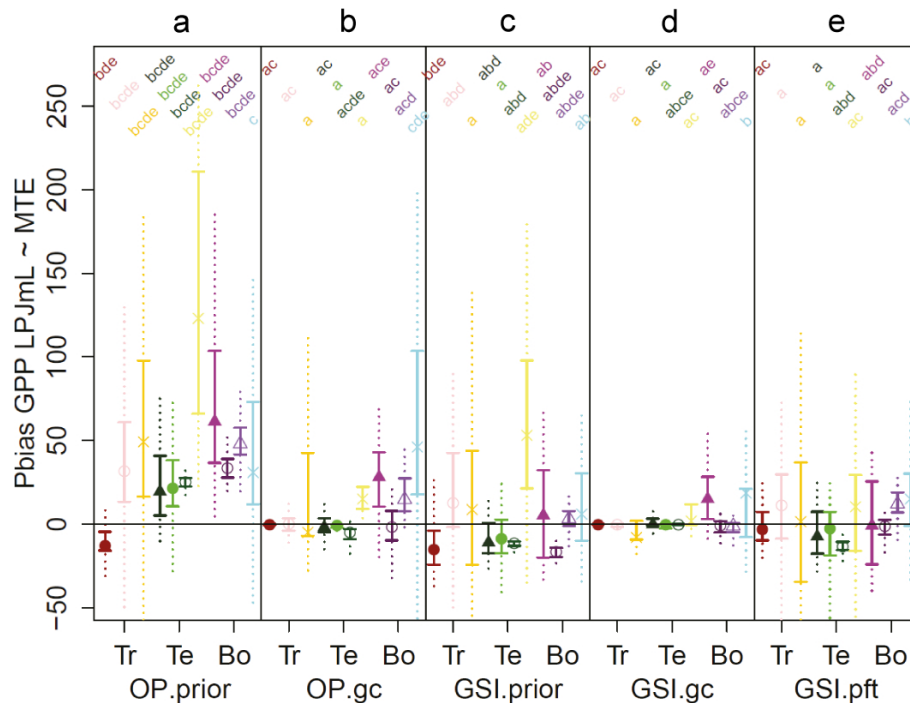 a b c d e
bde
bcde
bcde
bcde
bcde
bcde
bcde
bcde
bcde
bcde
c
ac
ac
a
ac
a
acde
a
ace
ac
acd
cde
bde
abd
a
abd
a
abd
ade
ab
abde
abde
ab
ac
ac
a
ac
a
abce
ac
ae
ac
abce
b
ac
a
a
a
a
abd
ac
abd
ac
acd
b
Pbias GPP LPJmL ~ MTE
250
200
150
100
50
0
−50
Tr Te Bo Tr Te Bo Tr Te Bo Tr Te Bo Tr Te Bo
OP.prior OP.gc GSI.prior GSI.gc GSI.pft